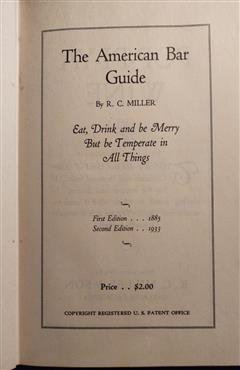 The American Bar
Guide
By R. C. MILLER
Eat, Drink and be Merry
But be Temperate in
All Things
First Edition . . . 1885
Second Edition . . 1933
Price . . $2.00
COPYRIGHT REGISTERED U. S. PATENT OFFICE